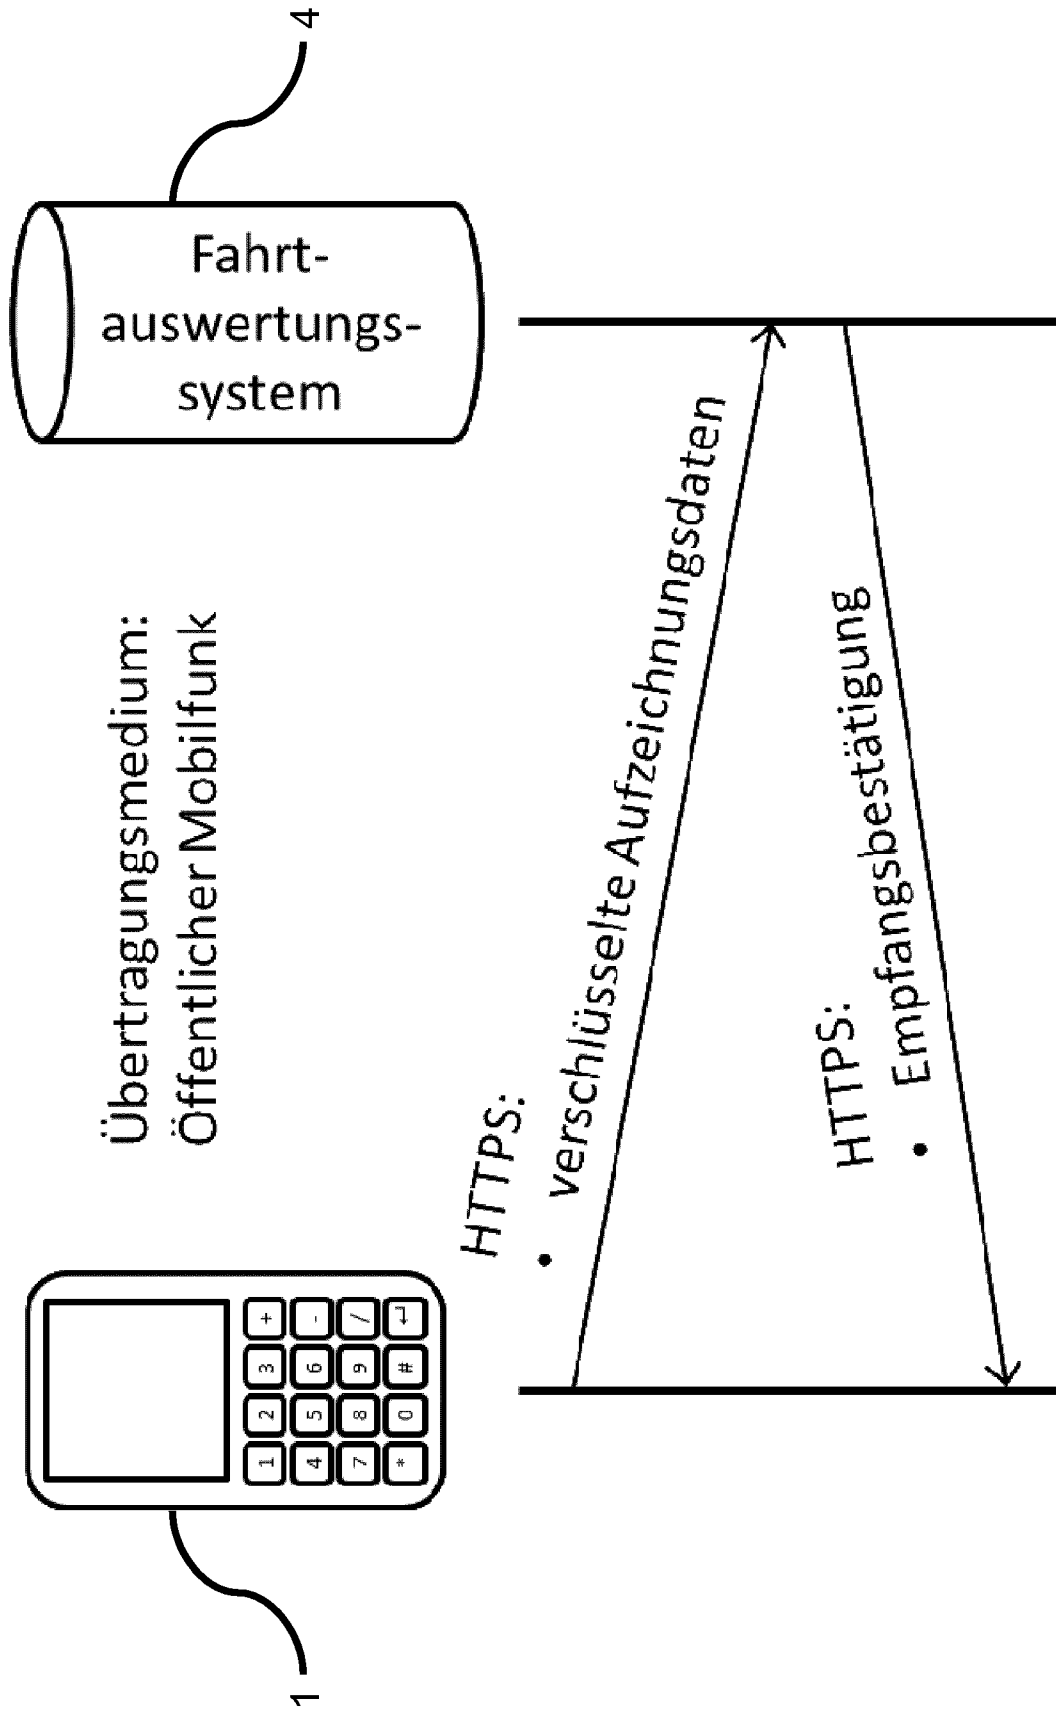 1
4
Übertragungsmedium:
Öffentlicher Mobilfunk
Fahrt-
auswertungs-
system
1 2 3 +
4 5 6 -
7 8 9 /
* 0 # ↵
HTTPS:
• verschlüsselte Aufzeichnungsdaten
HTTPS:
• Empfangsbestätigung